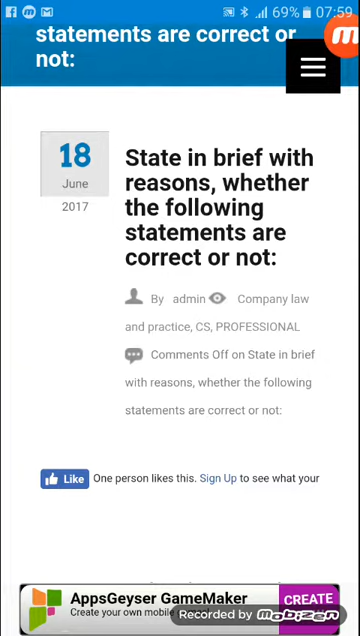 69% 07:59
statements are correct or
not:
18
June
2017
State in brief with
reasons, whether
the following
statements are
correct or not:
By admin Company law
and practice, CS, PROFESSIONAL
Comments Off on State in brief
with reasons, whether the following
statements are correct or not:
Like One person likes this. Sign Up to see what your
AppsGeyser GameMaker
Create your own mobile
CREATE
Recorded by mobizen